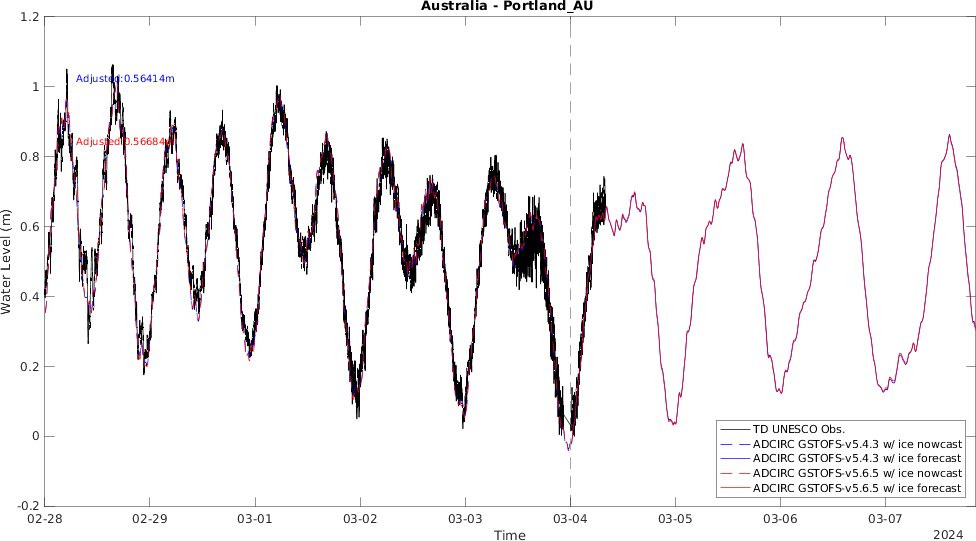 Australia - Portland_AU
1.2
1
0.8
0.6
0.4
0.2
0
-0.2
Water Level (m)
Adjusted:0.56414m
Adjusted:0.56684m
TD UNESCO Obs.
ADCIRC GSTOFS-v5.4.3 w/ ice nowcast
ADCIRC GSTOFS-v5.4.3 w/ ice forecast
ADCIRC GSTOFS-v5.6.5 w/ ice nowcast
ADCIRC GSTOFS-v5.6.5 w/ ice forecast
02-28 02-29 03-01 03-02 03-03 03-04 03-05 03-06 03-07
Time
2024